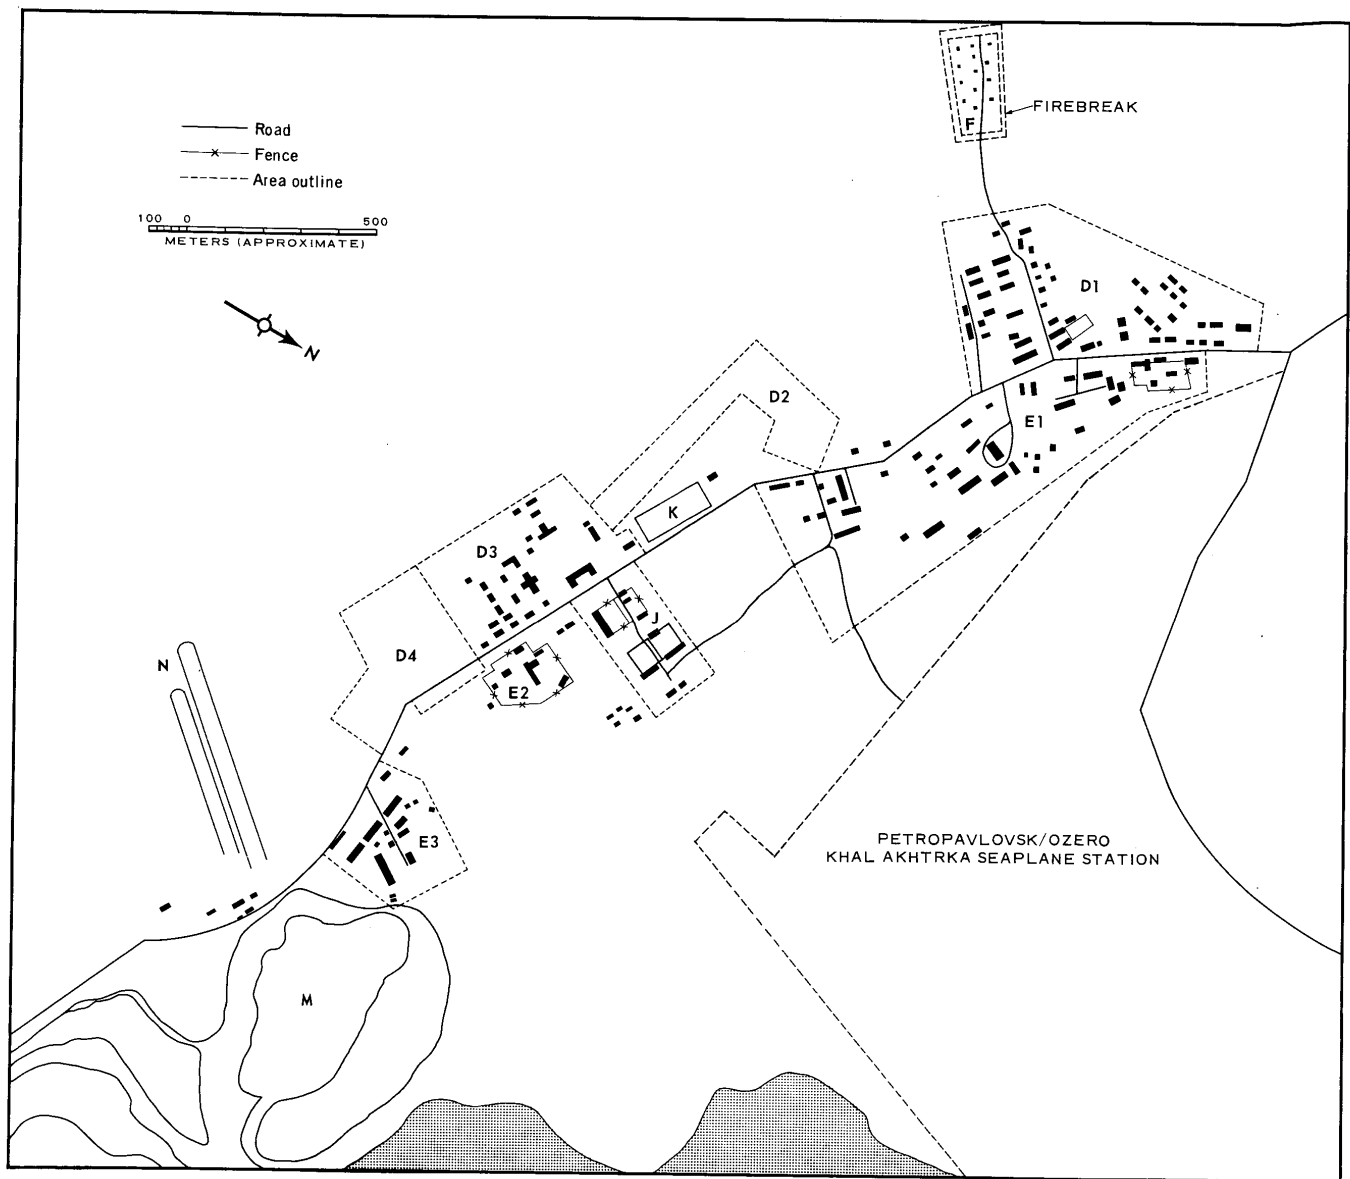 FIREBREAK
F
Road
Fence
Area outline
100 0 500
METERS (APPROXIMATE)
N
D1
D2
E1
K
D3
J
D4
N
E2
E3
PETROPAVLOVSK/OZERO
KHAL AKHTRKA SEAPLANE STATION
M